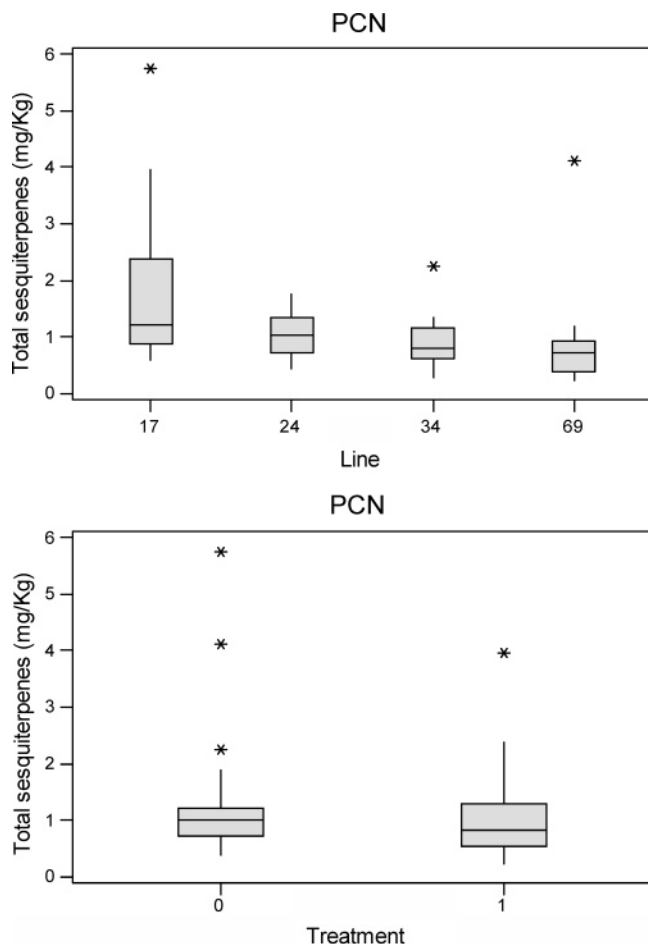 PCN
Total sesquiterpenes (mg/Kg)
6
5
4
3
2
1
0
17 24 34 69
Line
PCN
Total sesquiterpenes (mg/Kg)
6
5
4
3
2
1
0
0 1
Treatment